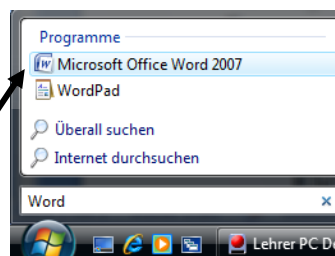 Programme
Microsoft Office Word 2007
WordPad
Überall suchen
Internet durchsuchen
Word
Lehrer PC